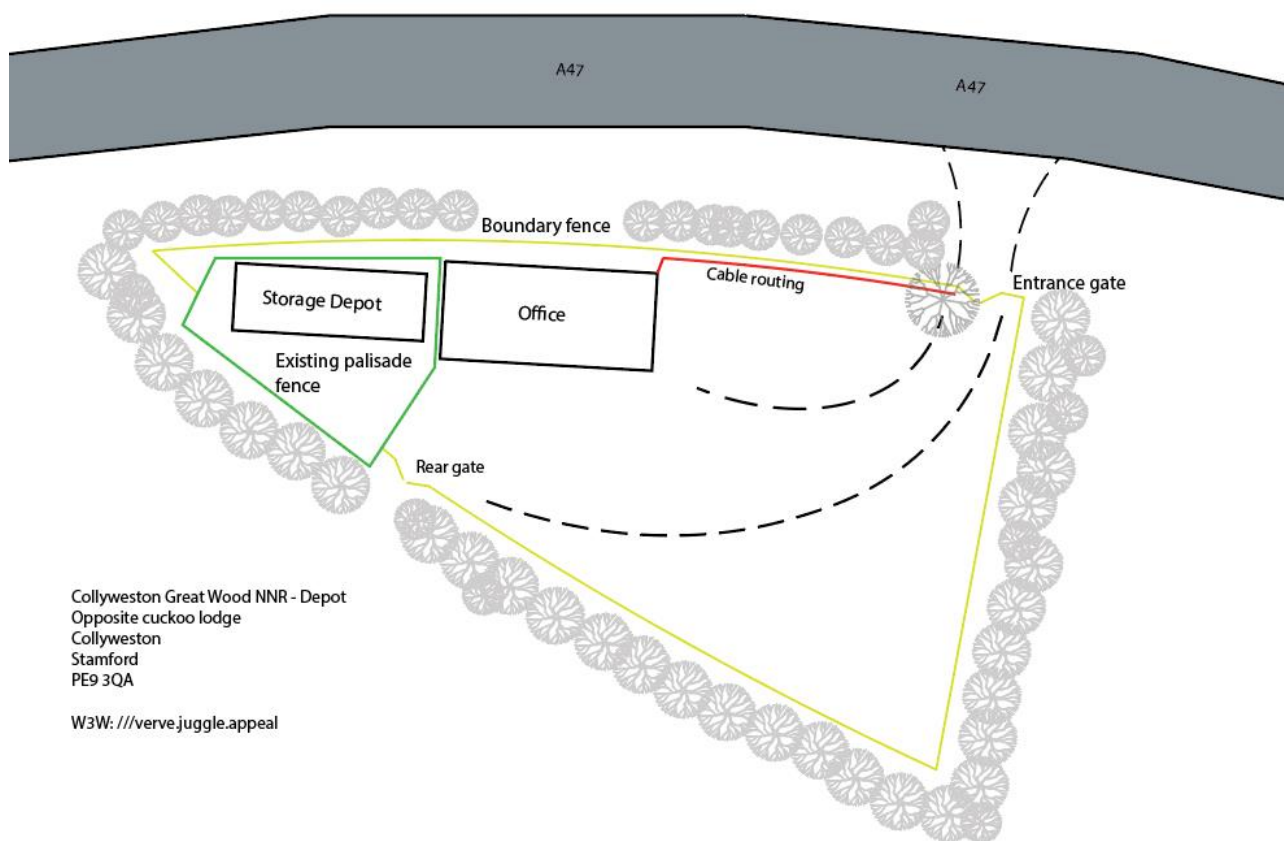 A47
A47
Boundary fence
Cable routing
Entrance gate
Storage Depot
Office
Existing palisade
fence
Rear gate
Collyweston Great Wood NNR - Depot
Opposite cuckoo lodge
Collyweston
Stamford
PE9 3QA
W3W: ///verve.juggle.appeal